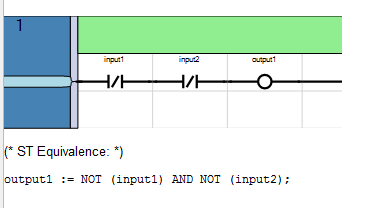 1
input1 input2 output1
(* ST Equivalence: *)
output1 := NOT (input1) AND NOT (input2);